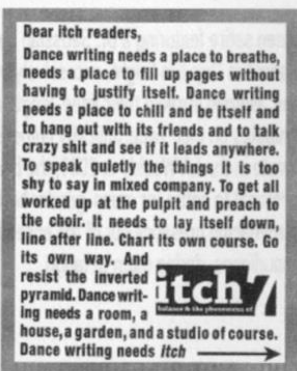 Dear itch readers,
Dance writing needs a place to breathe,
needs a place to fill up pages without
having to justify itself. Dance writing
needs a place to chill and be itself and
to hang out with its friends and to talk
crazy shit and see if it leads anywhere.
To speak quietly the things it is too
shy to say in mixed company. To get all
worked up at the pulpit and preach to
the choir. It needs to lay itself down,
line after line. Chart its own course. Go
its own way. And
resist the inverted
pyramid. Dance writ-
ing needs a room, a
itch 7
balance & the phenomena of
house, a garden, and a studio of course.
Dance writing needs itch